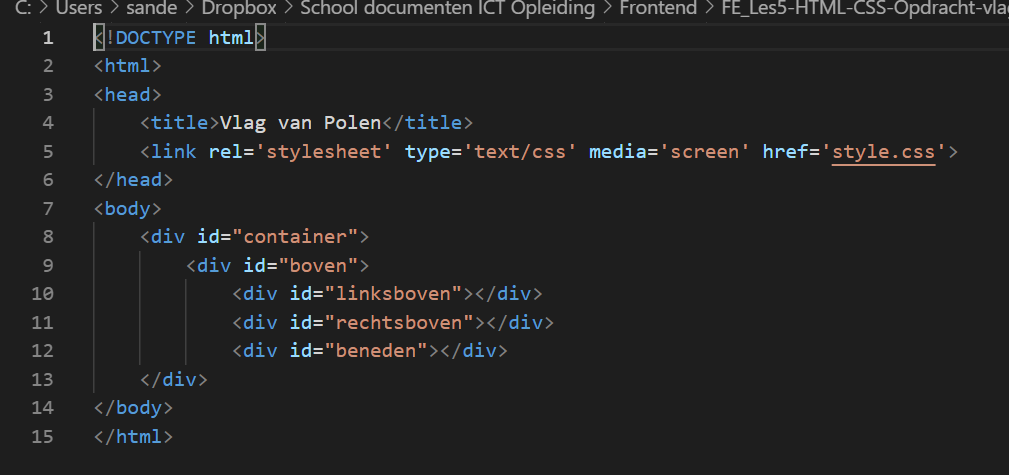 C: > Users > sande > Dropbox > School documenten ICT Opleiding > Frontend > FE_Les5-HTML-CSS-Opdracht-vlag
1 <!DOCTYPE html>
2 <html>
3 <head>
4     <title>Vlag van Polen</title>
5     <link rel='stylesheet' type='text/css' media='screen' href='style.css'>
6 </head>
7 <body>
8     <div id="container">
9         <div id="boven">
10             <div id="linksboven"></div>
11             <div id="rechtsboven"></div>
12             <div id="beneden"></div>
13     </div>
14 </body>
15 </html>